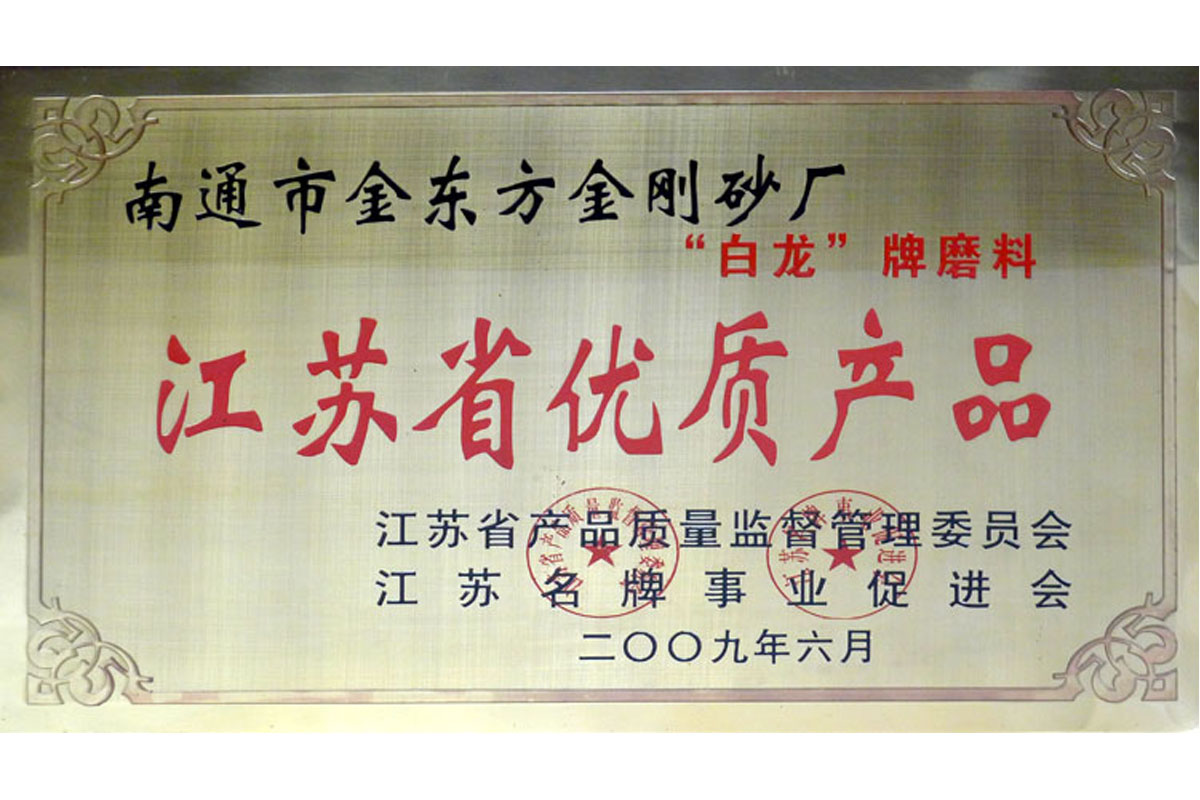 南通市金东方金刚砂厂
“白龙”牌磨料
江苏省优质产品
江苏省产品质量监督管理委员会
江苏名牌事业促进会
二〇〇九年六月